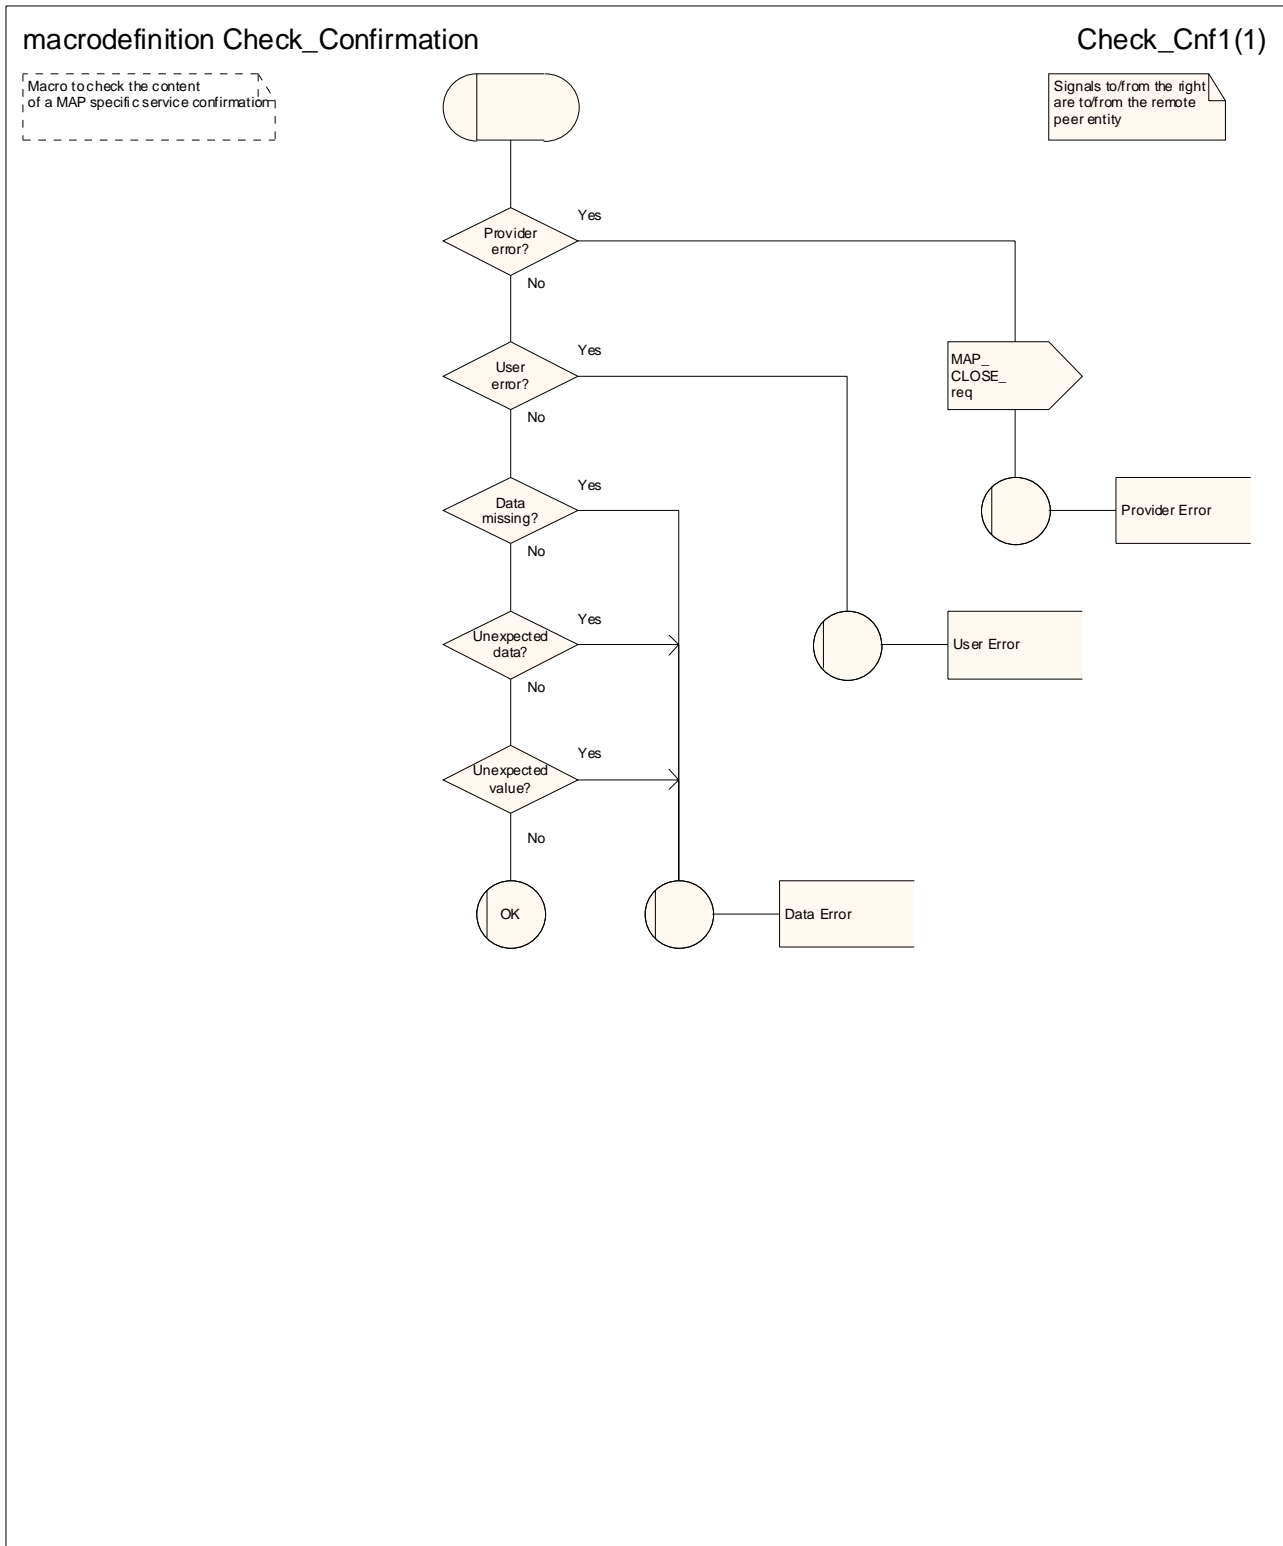 macrodefinition Check_Confirmation
Check_Cnf1(1)
Macro to check the content
of a MAP specific service confirmation
Signals to/from the right
are to/from the remote
peer entity
Provider
error?
Yes
No
User
error?
Yes
No
MAP_
CLOSE_
req
Data
missing?
Yes
No
Provider Error
Unexpected
data?
Yes
No
User Error
Unexpected
value?
Yes
No
OK
Data Error